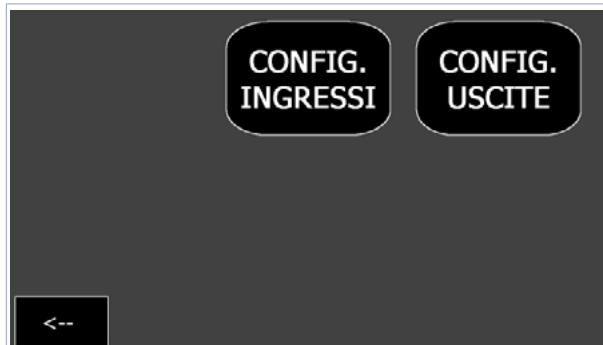 CONFIG.
INGRESSI
CONFIG.
USCITE
<--